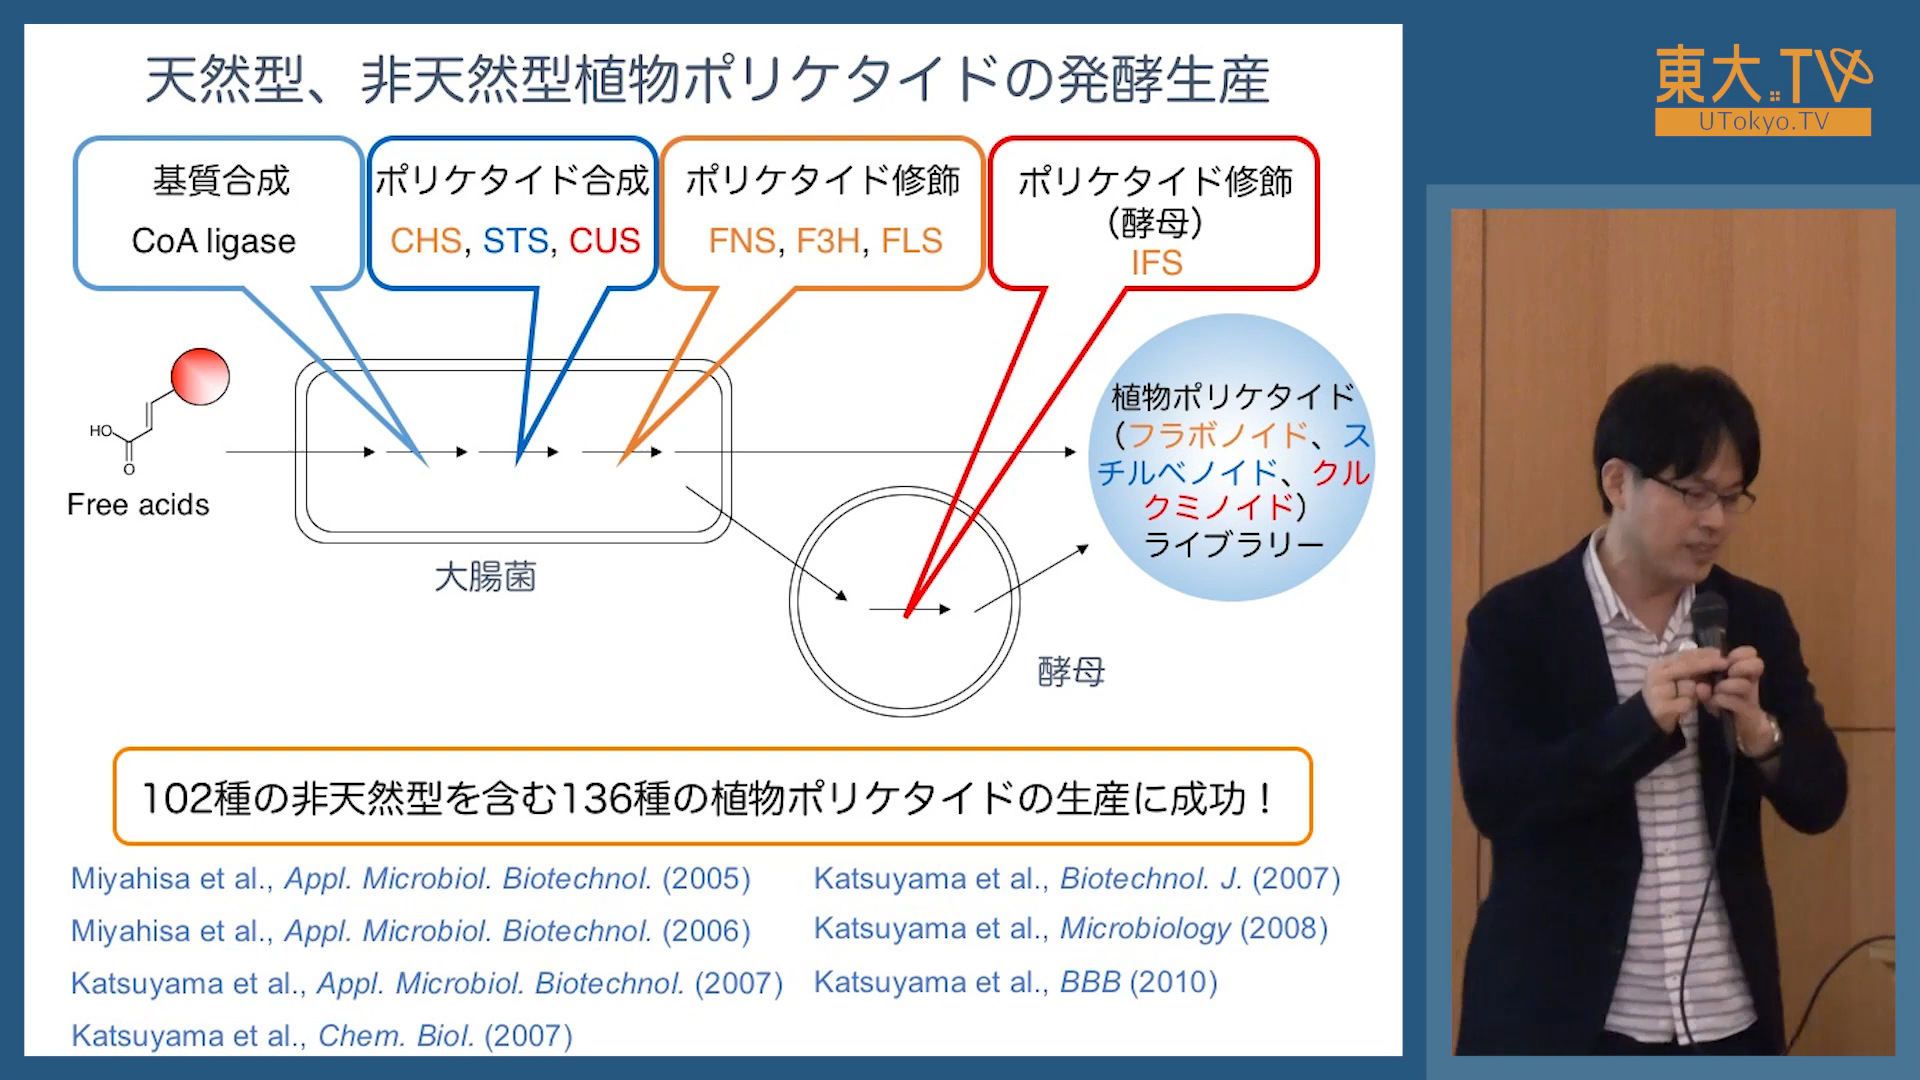 天然型、非天然型植物ポリケタイドの発酵生産
東大.TV
UTokyo.TV
基質合成
CoA ligase
ポリケタイド合成
CHS, STS, CUS
ポリケタイド修飾
FNS, F3H, FLS
ポリケタイド修飾
（酵母）
IFS
HO
O
Free acids
大腸菌
酵母
植物ポリケタイド
（フラボノイド、ス
チルベノイド、クル
クミノイド）
ライブラリー
102種の非天然型を含む136種の植物ポリケタイドの生産に成功！
Miyahisa et al., Appl. Microbiol. Biotechnol. (2005)
Miyahisa et al., Appl. Microbiol. Biotechnol. (2006)
Katsuyama et al., Appl. Microbiol. Biotechnol. (2007)
Katsuyama et al., Chem. Biol. (2007)
Katsuyama et al., Biotechnol. J. (2007)
Katsuyama et al., Microbiology (2008)
Katsuyama et al., BBB (2010)